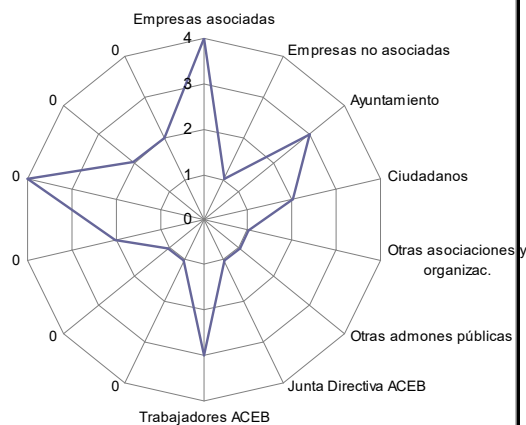 Empresas asociadas
0
4
Empresas no asociadas
0
3
Ayuntamiento
2
0
1
Ciudadanos
0
0
Otras asociaciones y
organizac.
0
Otras admones públicas
0
Junta Directiva ACEB
Trabajadores ACEB